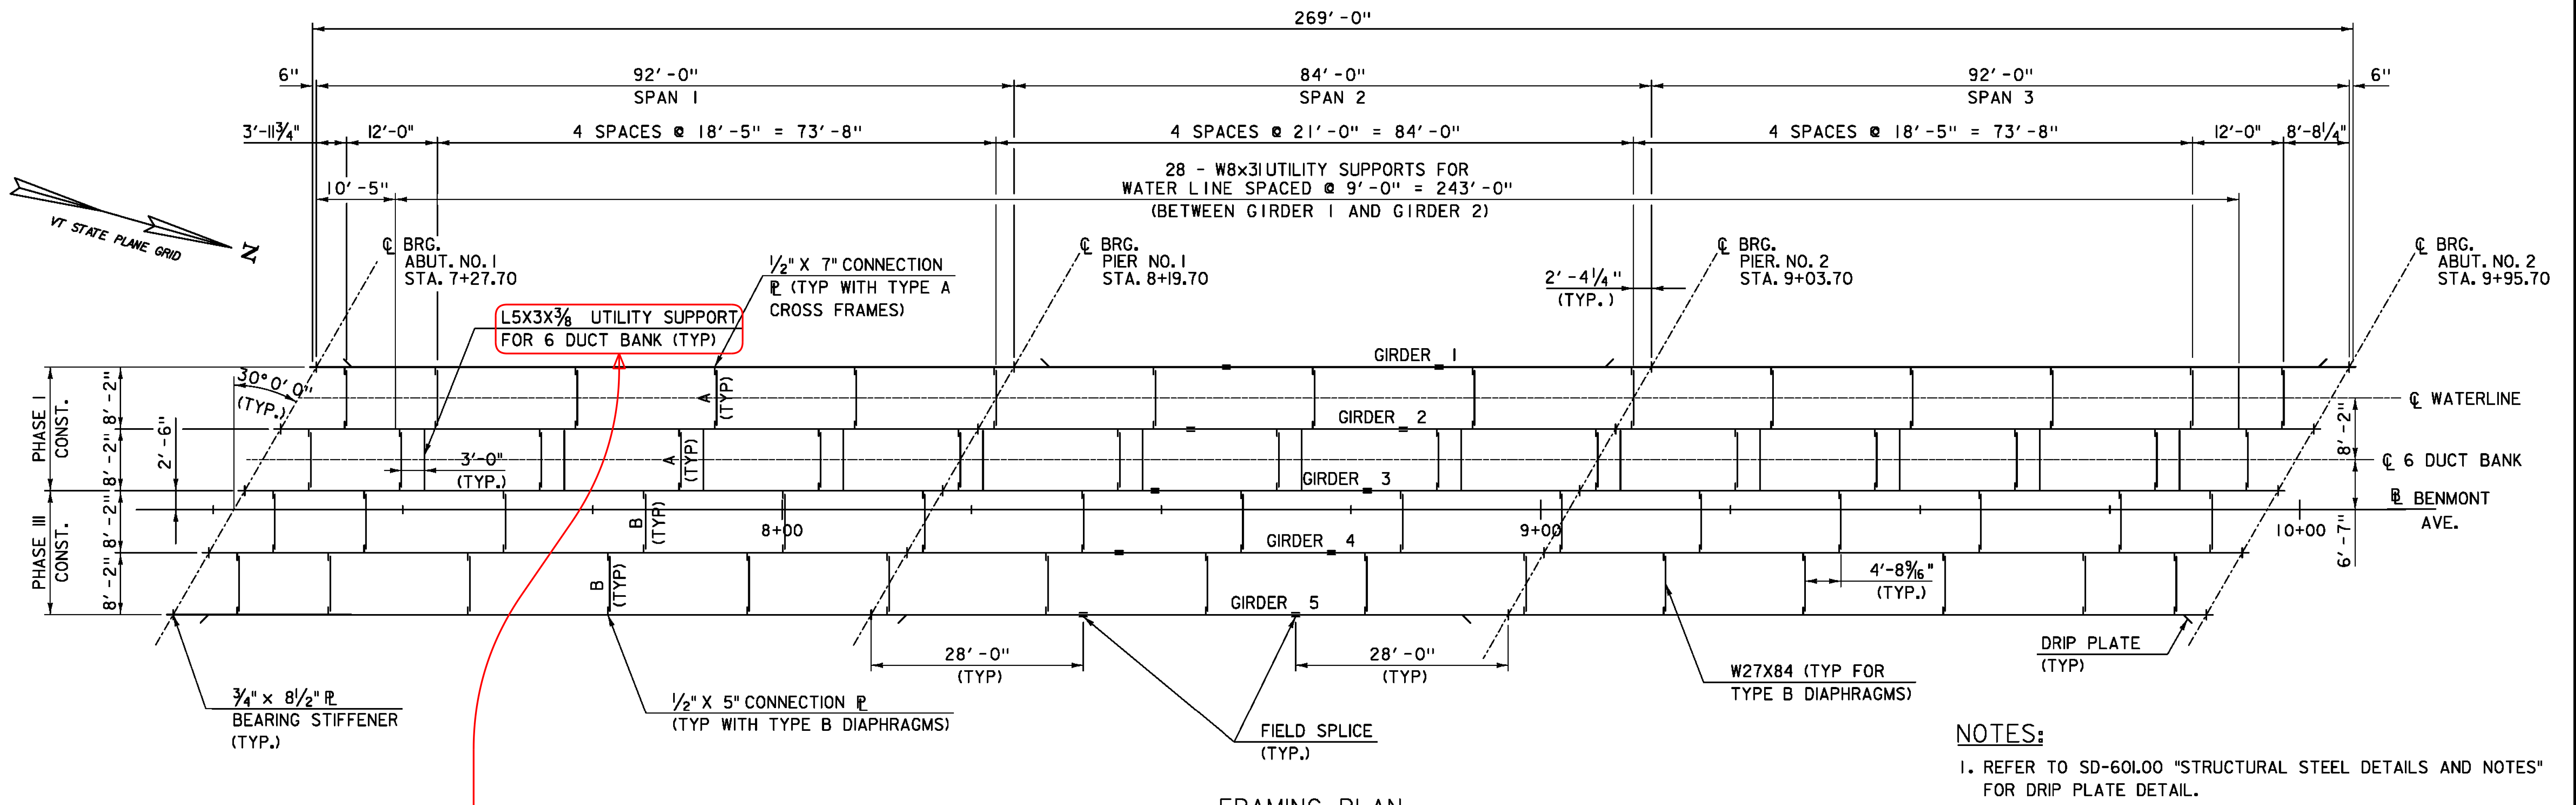 269'-0"
6"
92'-0"
SPAN 1
84'-0"
SPAN 2
92'-0"
SPAN 3
6"
3'-11¾"
12'-0"
4 SPACES @ 18'-5" = 73'-8"
4 SPACES @ 21'-0" = 84'-0"
4 SPACES @ 18'-5" = 73'-8"
12'-0"
8'-8¼"
10'-5"
28 - W8x31 UTILITY SUPPORTS FOR
WATER LINE SPACED @ 9'-0" = 243'-0"
(BETWEEN GIRDER 1 AND GIRDER 2)
VT STATE PLANE GRID
N
℄ BRG.
ABUT. NO. 1
STA. 7+27.70
½" X 7" CONNECTION
℄ BRG.
PIER NO. 1
STA. 8+19.70
℄ BRG.
PIER. NO. 2
STA. 9+03.70
℄ BRG.
ABUT. NO. 2
STA. 9+95.70
PL (TYP WITH TYPE A
CROSS FRAMES)
2'-4¼"
(TYP.)
L5X3X⅜ UTILITY SUPPORT
FOR 6 DUCT BANK (TYP)
30°0'0"
(TYP.)
GIRDER 1
PHASE I
CONST.
8'-2"
8'-2"
2'-6"
A
(TYP)
GIRDER 2
℄ WATERLINE
8'-2"
3'-0"
(TYP.)
A
(TYP)
GIRDER 3
℄ 6 DUCT BANK
PHASE III
CONST.
8'-2"
8'-2"
B
(TYP)
8+00
9+00
10+00
BL BENMONT
AVE.
6'-7"
GIRDER 4
B
(TYP)
4'-8 9/16"
(TYP.)
GIRDER 5
28'-0"
(TYP)
28'-0"
(TYP)
DRIP PLATE
(TYP)
¾" x 8½" PL
BEARING STIFFENER
(TYP.)
½" X 5" CONNECTION PL
(TYP WITH TYPE B DIAPHRAGMS)
FIELD SPLICE
(TYP.)
W27X84 (TYP FOR
TYPE B DIAPHRAGMS)
NOTES:
1. REFER TO SD-601.00 "STRUCTURAL STEEL DETAILS AND NOTES"
FOR DRIP PLATE DETAIL.
FRAMING PLAN